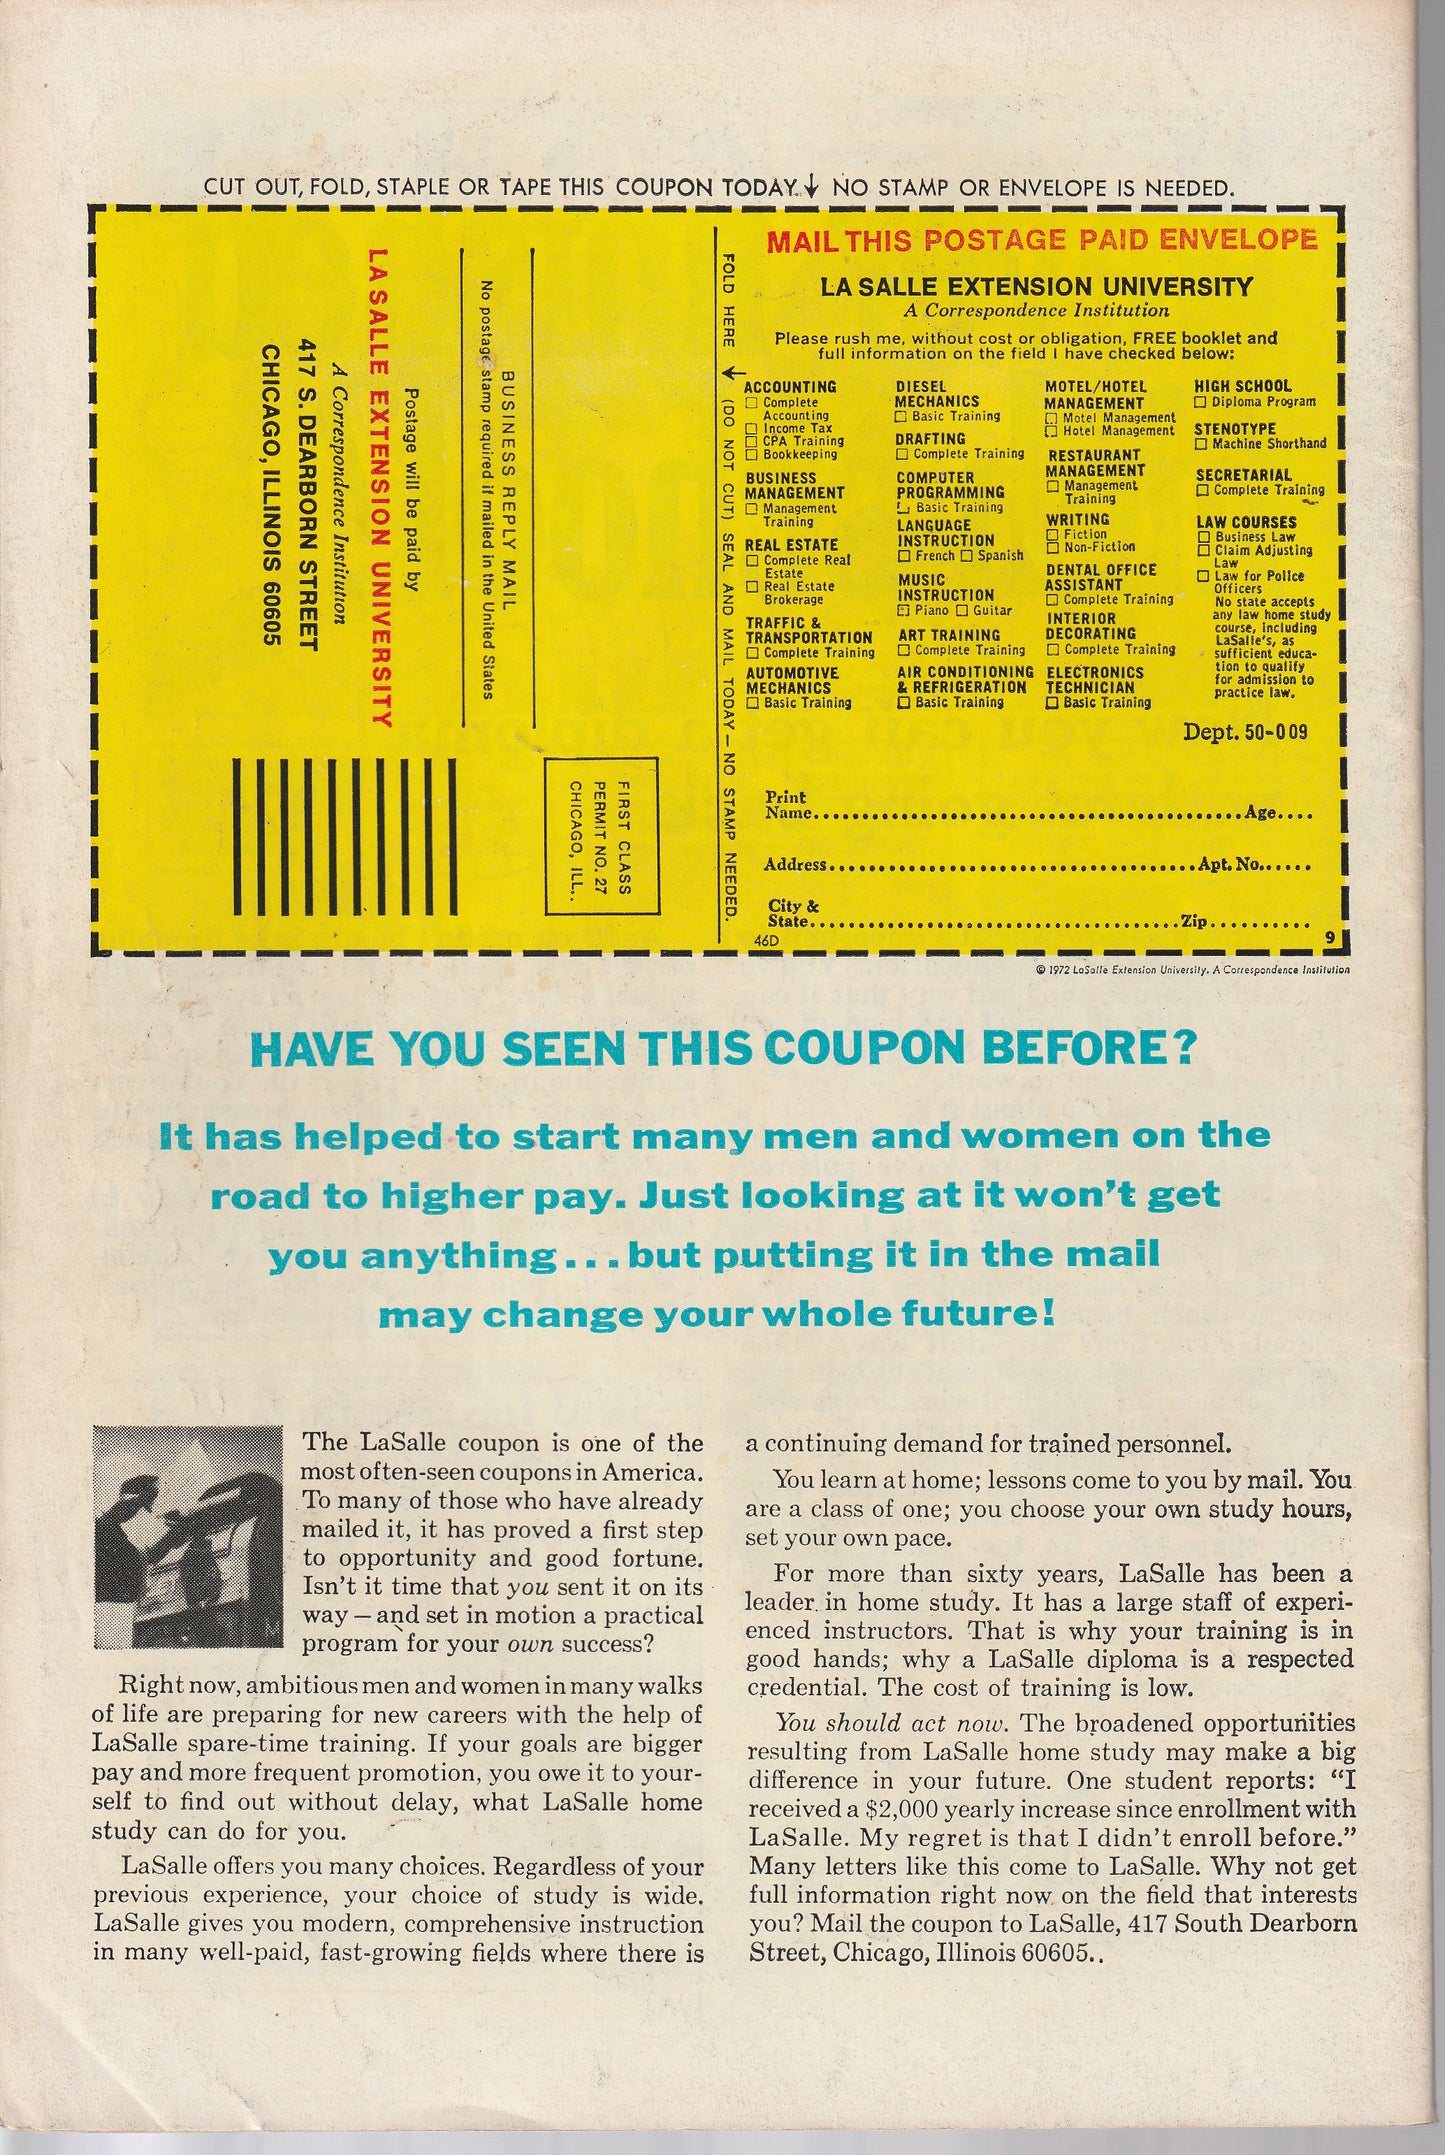 CUT OUT, FOLD, STAPLE OR TAPE THIS COUPON TODAY. ↓ NO STAMP OR ENVELOPE IS NEEDED.
LA SALLE EXTENSION UNIVERSITY
A Correspondence Institution
417 S. DEARBORN STREET
CHICAGO, ILLINOIS 60605
Postage will be paid by
BUSINESS REPLY MAIL
No postage stamp required if mailed in the United States
FIRST CLASS
PERMIT NO. 27
CHICAGO, ILL..
FOLD HERE ↓ (DO NOT CUT) SEAL AND MAIL TODAY — NO STAMP NEEDED.
MAIL THIS POSTAGE PAID ENVELOPE
LA SALLE EXTENSION UNIVERSITY
A Correspondence Institution
Please rush me, without cost or obligation, FREE booklet and
full information on the field I have checked below:
ACCOUNTING
☐ Complete
Accounting
☐ Income Tax
☐ CPA Training
☐ Bookkeeping
BUSINESS
MANAGEMENT
☐ Management
Training
REAL ESTATE
☐ Complete Real
Estate
☐ Real Estate
Brokerage
TRAFFIC &
TRANSPORTATION
☐ Complete Training
AUTOMOTIVE
MECHANICS
☐ Basic Training
DIESEL
MECHANICS
☐ Basic Training
DRAFTING
☐ Complete Training
COMPUTER
PROGRAMMING
☐ Basic Training
LANGUAGE
INSTRUCTION
☐ French ☐ Spanish
MUSIC
INSTRUCTION
☐ Piano ☐ Guitar
ART TRAINING
☐ Complete Training
AIR CONDITIONING
& REFRIGERATION
☐ Basic Training
MOTEL/HOTEL
MANAGEMENT
☐ Motel Management
☐ Hotel Management
RESTAURANT
MANAGEMENT
☐ Management
Training
WRITING
☐ Fiction
☐ Non-Fiction
DENTAL OFFICE
ASSISTANT
☐ Complete Training
INTERIOR
DECORATING
☐ Complete Training
ELECTRONICS
TECHNICIAN
☐ Basic Training
HIGH SCHOOL
☐ Diploma Program
STENOTYPE
☐ Machine Shorthand
SECRETARIAL
☐ Complete Training
LAW COURSES
☐ Business Law
☐ Claim Adjusting
Law
☐ Law for Police
Officers
No state accepts
any law home study
course, including
LaSalle's, as
sufficient educa-
tion to qualify
for admission to
practice law.
Dept. 50-009
Print
Name........ Age....
Address........ Apt. No......
City &
State........ Zip..........
46D
9
© 1972 LaSalle Extension University. A Correspondence Institution
HAVE YOU SEEN THIS COUPON BEFORE?
It has helped to start many men and women on the
road to higher pay. Just looking at it won't get
you anything...but putting it in the mail
may change your whole future!
The LaSalle coupon is one of the
most often-seen coupons in America.
To many of those who have already
mailed it, it has proved a first step
to opportunity and good fortune.
Isn't it time that you sent it on its
way — and set in motion a practical
program for your own success?
Right now, ambitious men and women in many walks
of life are preparing for new careers with the help of
LaSalle spare-time training. If your goals are bigger
pay and more frequent promotion, you owe it to your-
self to find out without delay, what LaSalle home
study can do for you.
LaSalle offers you many choices. Regardless of your
previous experience, your choice of study is wide.
LaSalle gives you modern, comprehensive instruction
in many well-paid, fast-growing fields where there is
a continuing demand for trained personnel.
You learn at home; lessons come to you by mail. You
are a class of one; you choose your own study hours,
set your own pace.
For more than sixty years, LaSalle has been a
leader in home study. It has a large staff of experi-
enced instructors. That is why your training is in
good hands; why a LaSalle diploma is a respected
credential. The cost of training is low.
You should act now. The broadened opportunities
resulting from LaSalle home study may make a big
difference in your future. One student reports: "I
received a $2,000 yearly increase since enrollment with
LaSalle. My regret is that I didn't enroll before."
Many letters like this come to LaSalle. Why not get
full information right now on the field that interests
you? Mail the coupon to LaSalle, 417 South Dearborn
Street, Chicago, Illinois 60605..